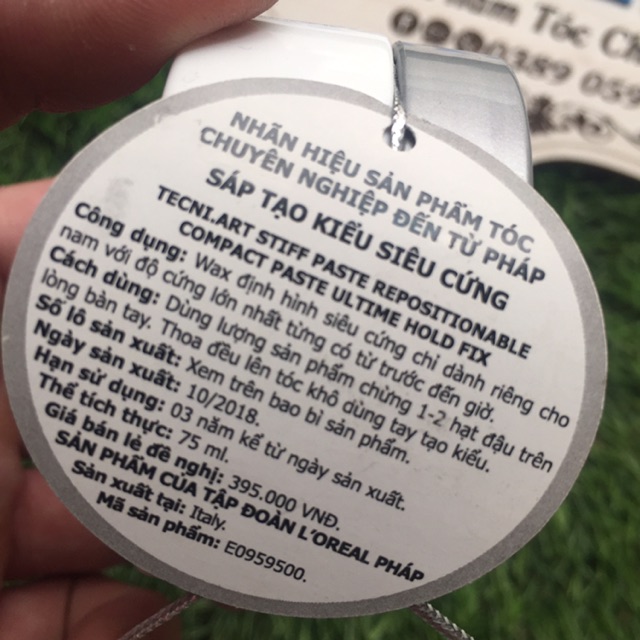 Tóc
0389 059
NHÃN HIỆU SẢN PHẨM TÓC
CHUYÊN NGHIỆP ĐẾN TỪ PHÁP
SÁP TẠO KIỂU SIÊU CỨNG
TECNI.ART STIFF PASTE REPOSITIONABLE
COMPACT PASTE ULTIME HOLD FIX
Công dụng: Wax định hình siêu cứng chỉ dành riêng cho
nam với độ cứng lớn nhất từng có từ trước đến giờ.
Cách dùng: Dùng lượng sản phẩm chừng 1-2 hạt đậu trên
lòng bàn tay. Thoa đều lên tóc khô dùng tay tạo kiểu.
Số lô sản xuất: Xem trên bao bì sản phẩm.
Ngày sản xuất: 10/2018.
Hạn sử dụng: 03 năm kể từ ngày sản xuất.
Thể tích thực: 75 ml.
Giá bán lẻ đề nghị: 395.000 VNĐ.
SẢN PHẨM CỦA TẬP ĐOÀN L'OREAL PHÁP
Sản xuất tại: Italy.
Mã sản phẩm: E0959500.